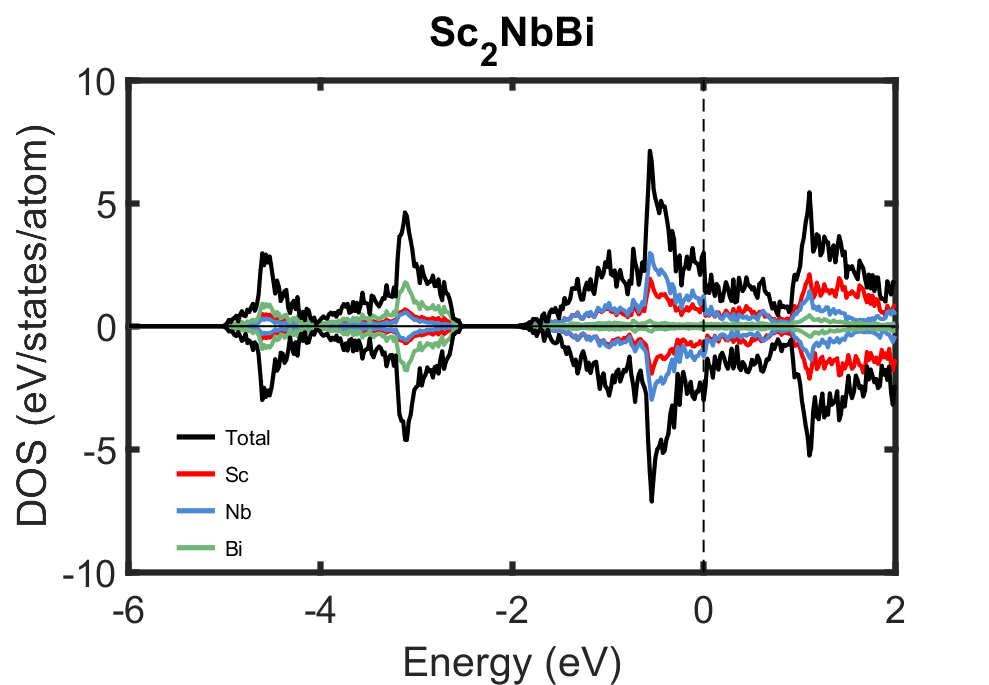 Sc₂NbBi
10
5
0
-5
-10
DOS (eV/states/atom)
Total
Sc
Nb
Bi
-6 -4 -2 0 2
Energy (eV)